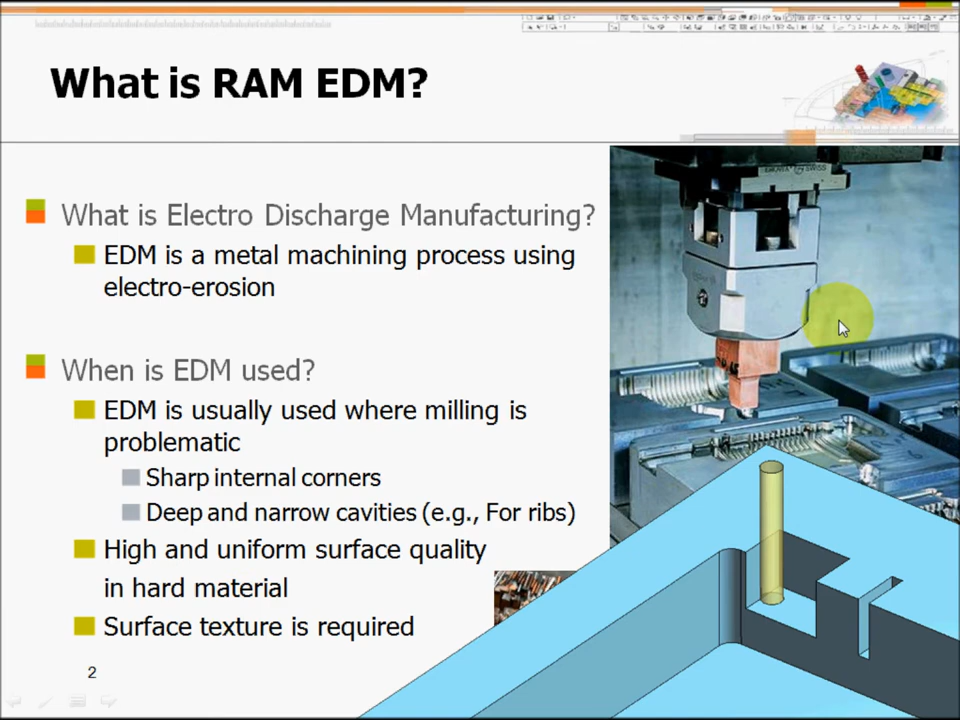 What is RAM EDM?
What is Electro Discharge Manufacturing?
EDM is a metal machining process using
electro-erosion
When is EDM used?
EDM is usually used where milling is
problematic
Sharp internal corners
Deep and narrow cavities (e.g., For ribs)
High and uniform surface quality
in hard material
Surface texture is required
2